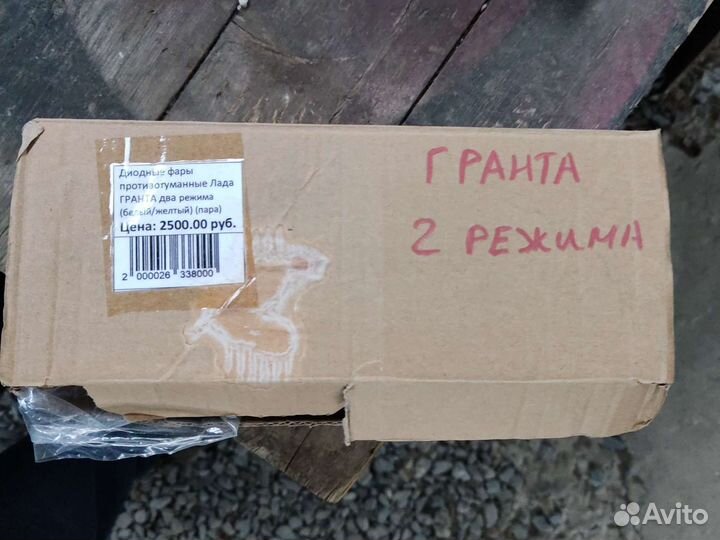 Диодные фары
противотуманные Лада
ГРАНТА два режима
(белый/желтый) (пара)
Цена: 2500.00 руб.
2 000026 338000
ГРАНТА
2 РЕЖИМА
Avito